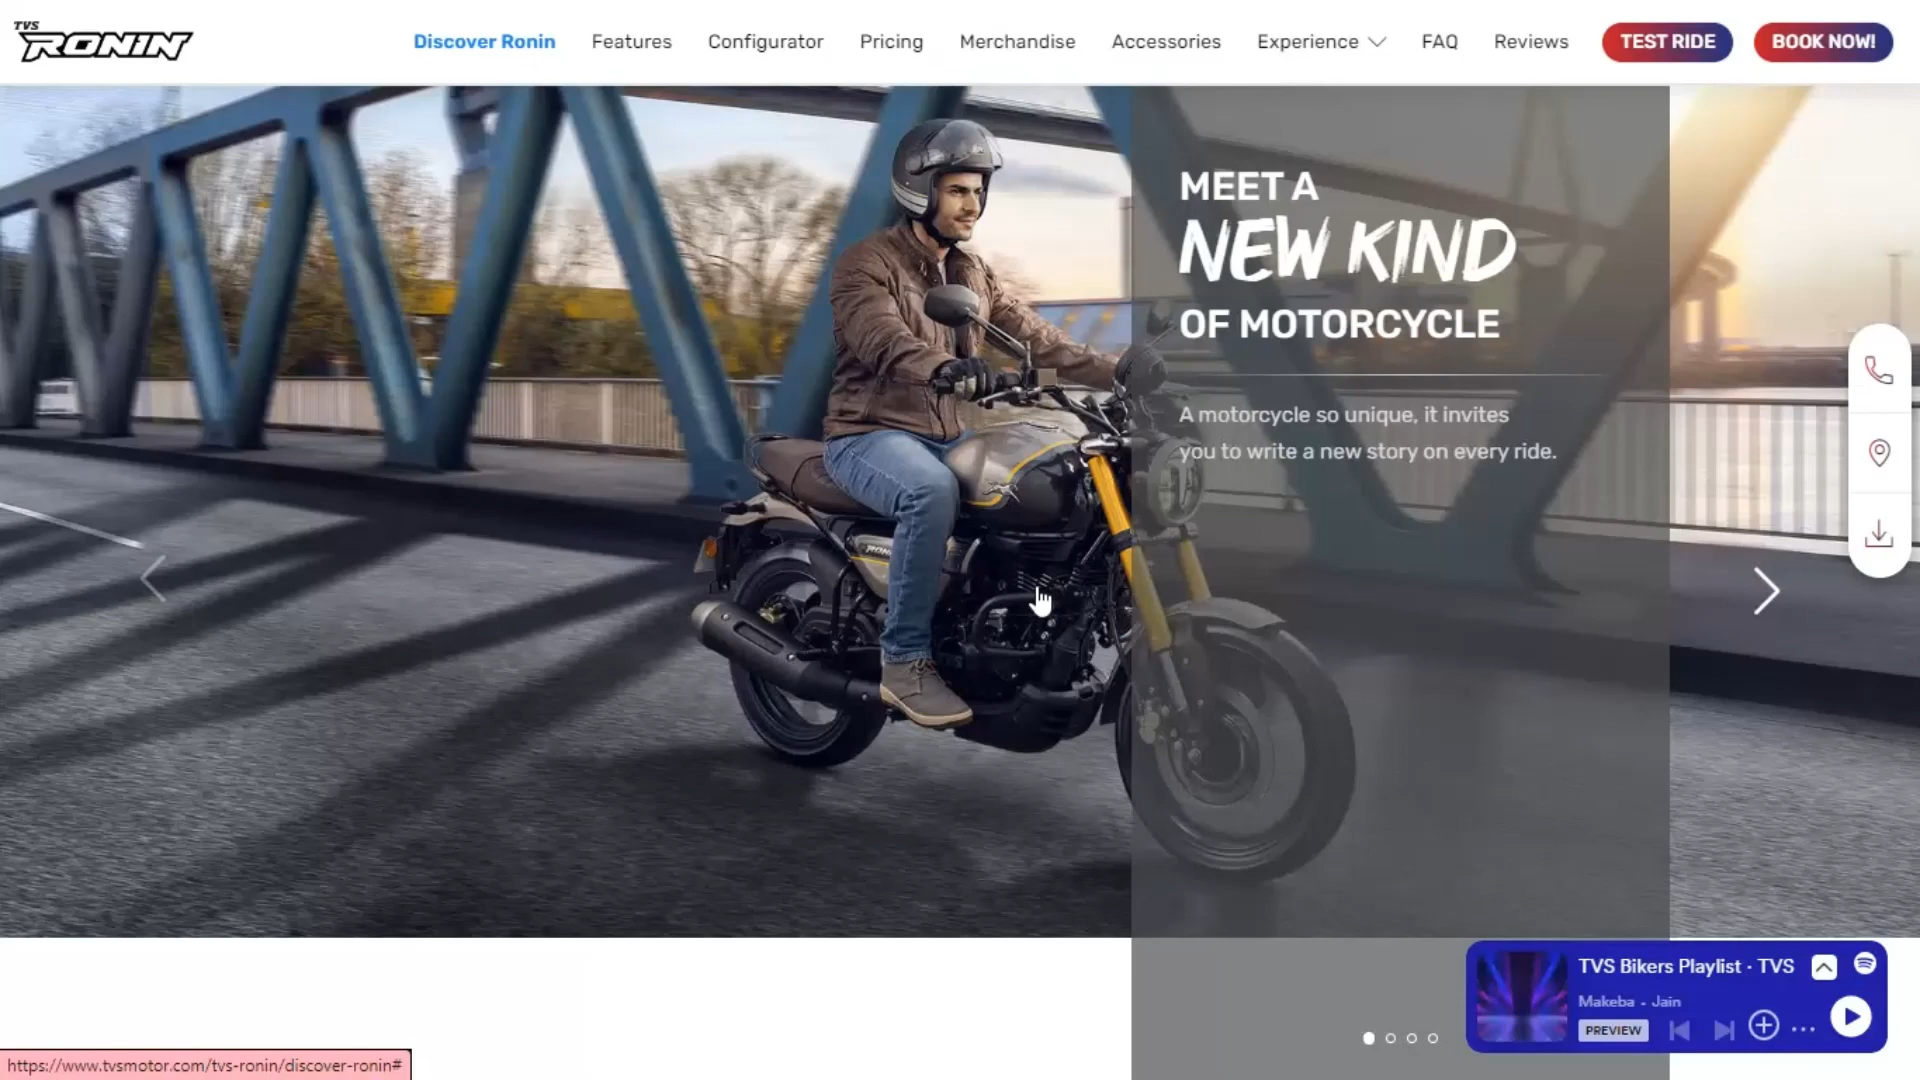 TVS
RONIN
Discover Ronin
Features
Configurator
Pricing
Merchandise
Accessories
Experience
FAQ
Reviews
TEST RIDE
BOOK NOW!
MEET A
NEW KIND
OF MOTORCYCLE
A motorcycle so unique, it invites
you to write a new story on every ride.
RONIN
TVS Bikers Playlist · TVS
Makeba - Jain
PREVIEW
https://www.tvsmotor.com/tvs-ronin/discover-ronin#